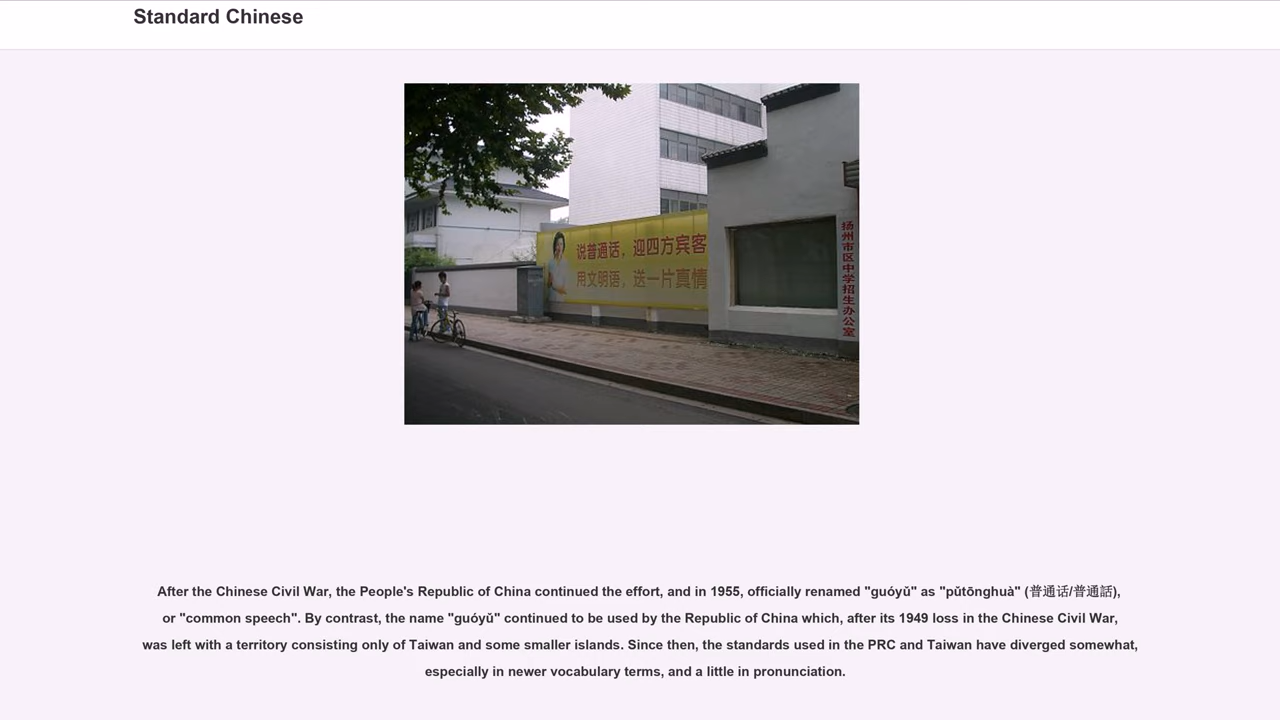 Standard Chinese
说普通话，迎四方宾客
用文明语，送一片真情
扬州市区中学招生办公室
After the Chinese Civil War, the People's Republic of China continued the effort, and in 1955, officially renamed "guóyǔ" as "pǔtōnghuà" (普通话/普通話),
or "common speech". By contrast, the name "guóyǔ" continued to be used by the Republic of China which, after its 1949 loss in the Chinese Civil War,
was left with a territory consisting only of Taiwan and some smaller islands. Since then, the standards used in the PRC and Taiwan have diverged somewhat,
especially in newer vocabulary terms, and a little in pronunciation.